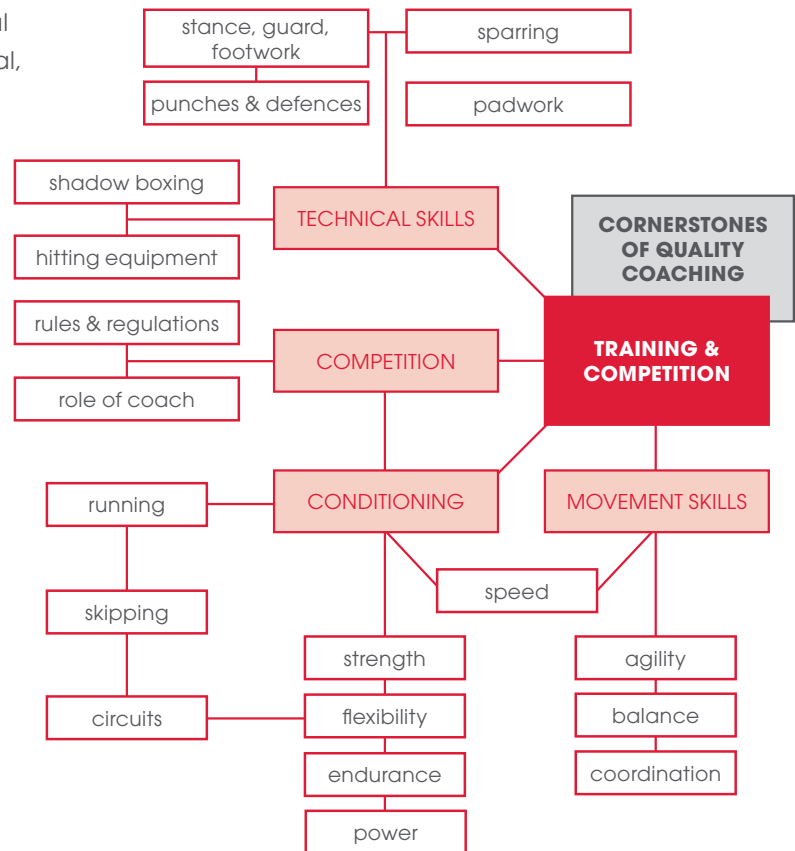 al
al,
stance, guard,
footwork
sparring
punches & defences
padwork
shadow boxing
TECHNICAL SKILLS
hitting equipment
CORNERSTONES
OF QUALITY
COACHING
rules & regulations
COMPETITION
role of coach
TRAINING &
COMPETITION
running
CONDITIONING
MOVEMENT SKILLS
speed
skipping
strength
agility
circuits
flexibility
balance
endurance
coordination
power